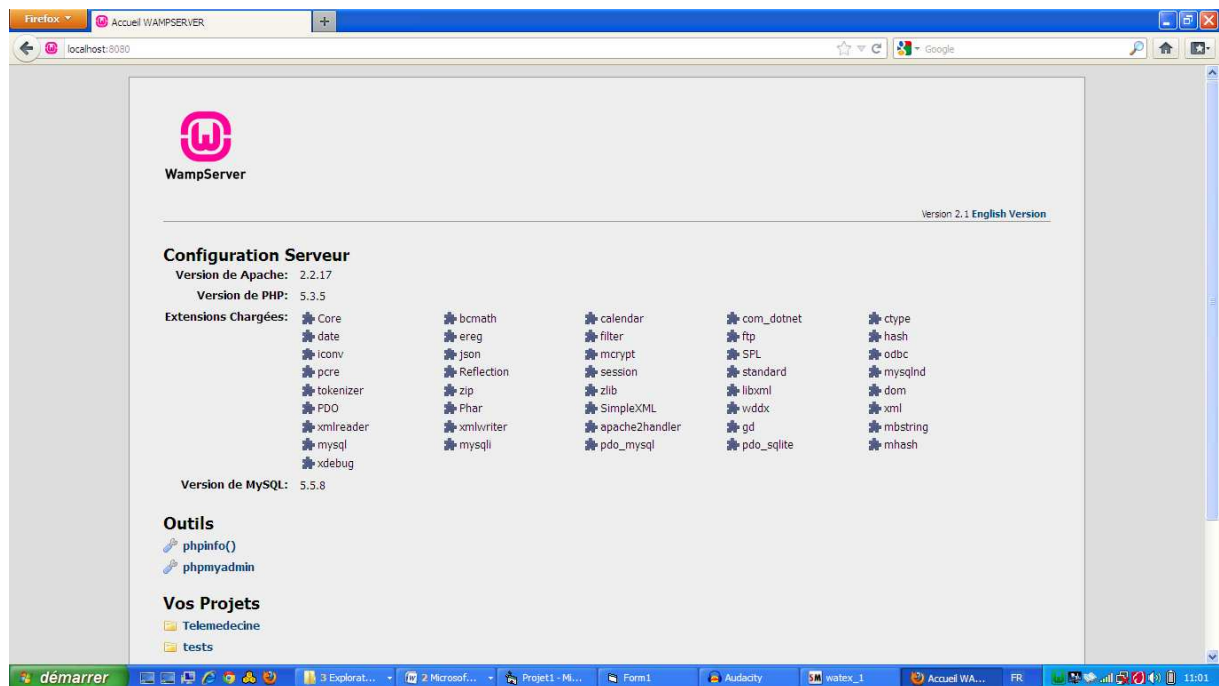 Firefox
Accueil WAMPSERVER
localhost:8080
Google
WampServer
Version 2.1 English Version
Configuration Serveur
Version de Apache: 2.2.17
Version de PHP: 5.3.5
Extensions Chargées: Core bcmath calendar com_dotnet ctype
date ereg filter ftp hash
iconv json mcrypt SPL odbc
pcre Reflection session standard mysqlnd
tokenizer zip zlib libxml dom
PDO Phar SimpleXML wddx xml
xmlreader xmlwriter apache2handler gd mbstring
mysql mysqli pdo_mysql pdo_sqlite mhash
xdebug
Version de MySQL: 5.5.8
Outils
phpinfo()
phpmyadmin
Vos Projets
Telemedecine
tests
démarrer 3 Explorat... 2 Microsof... Projet1 - Mi... Form1 Audacity SM watex_1 Accueil WA... FR 11:01